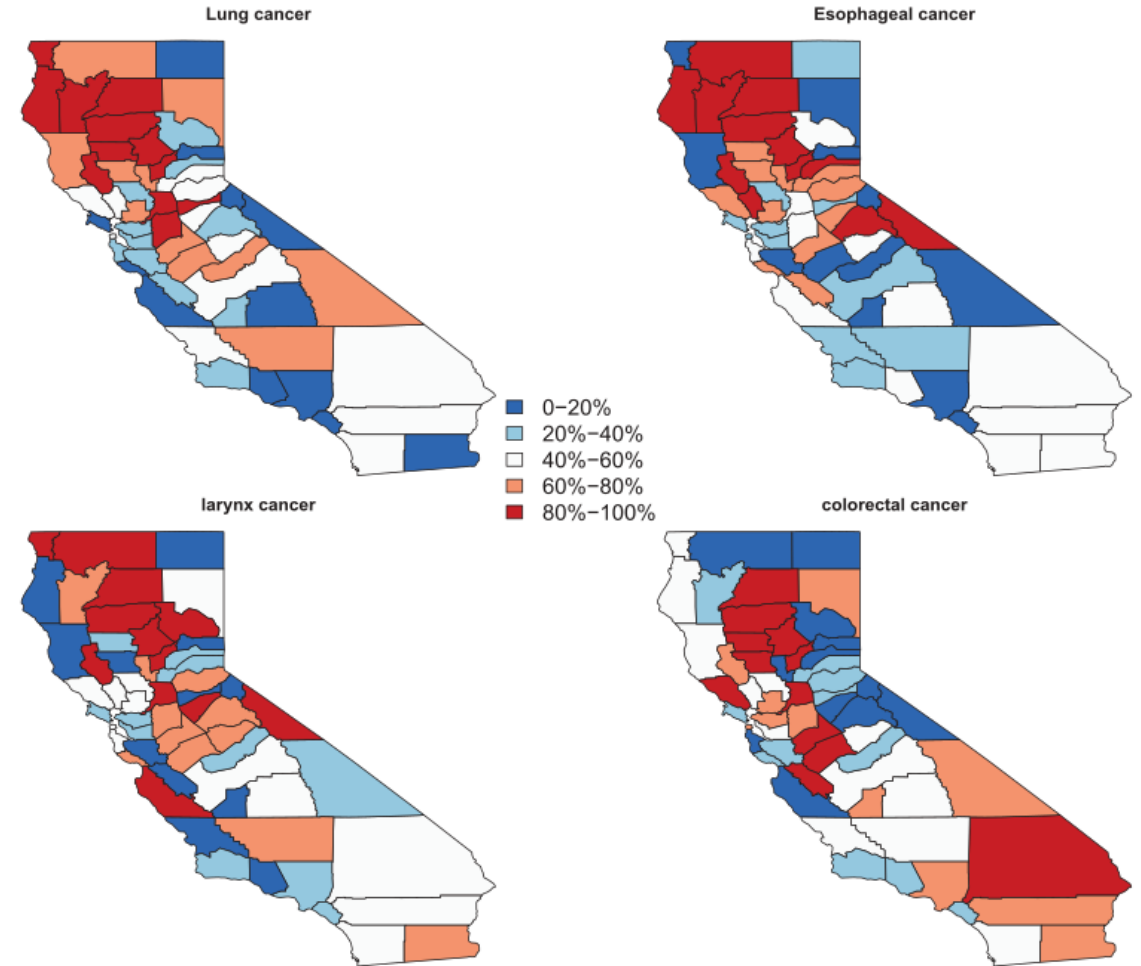 Lung cancer
Esophageal cancer
0−20%
20%−40%
40%−60%
60%−80%
80%−100%
larynx cancer
colorectal cancer